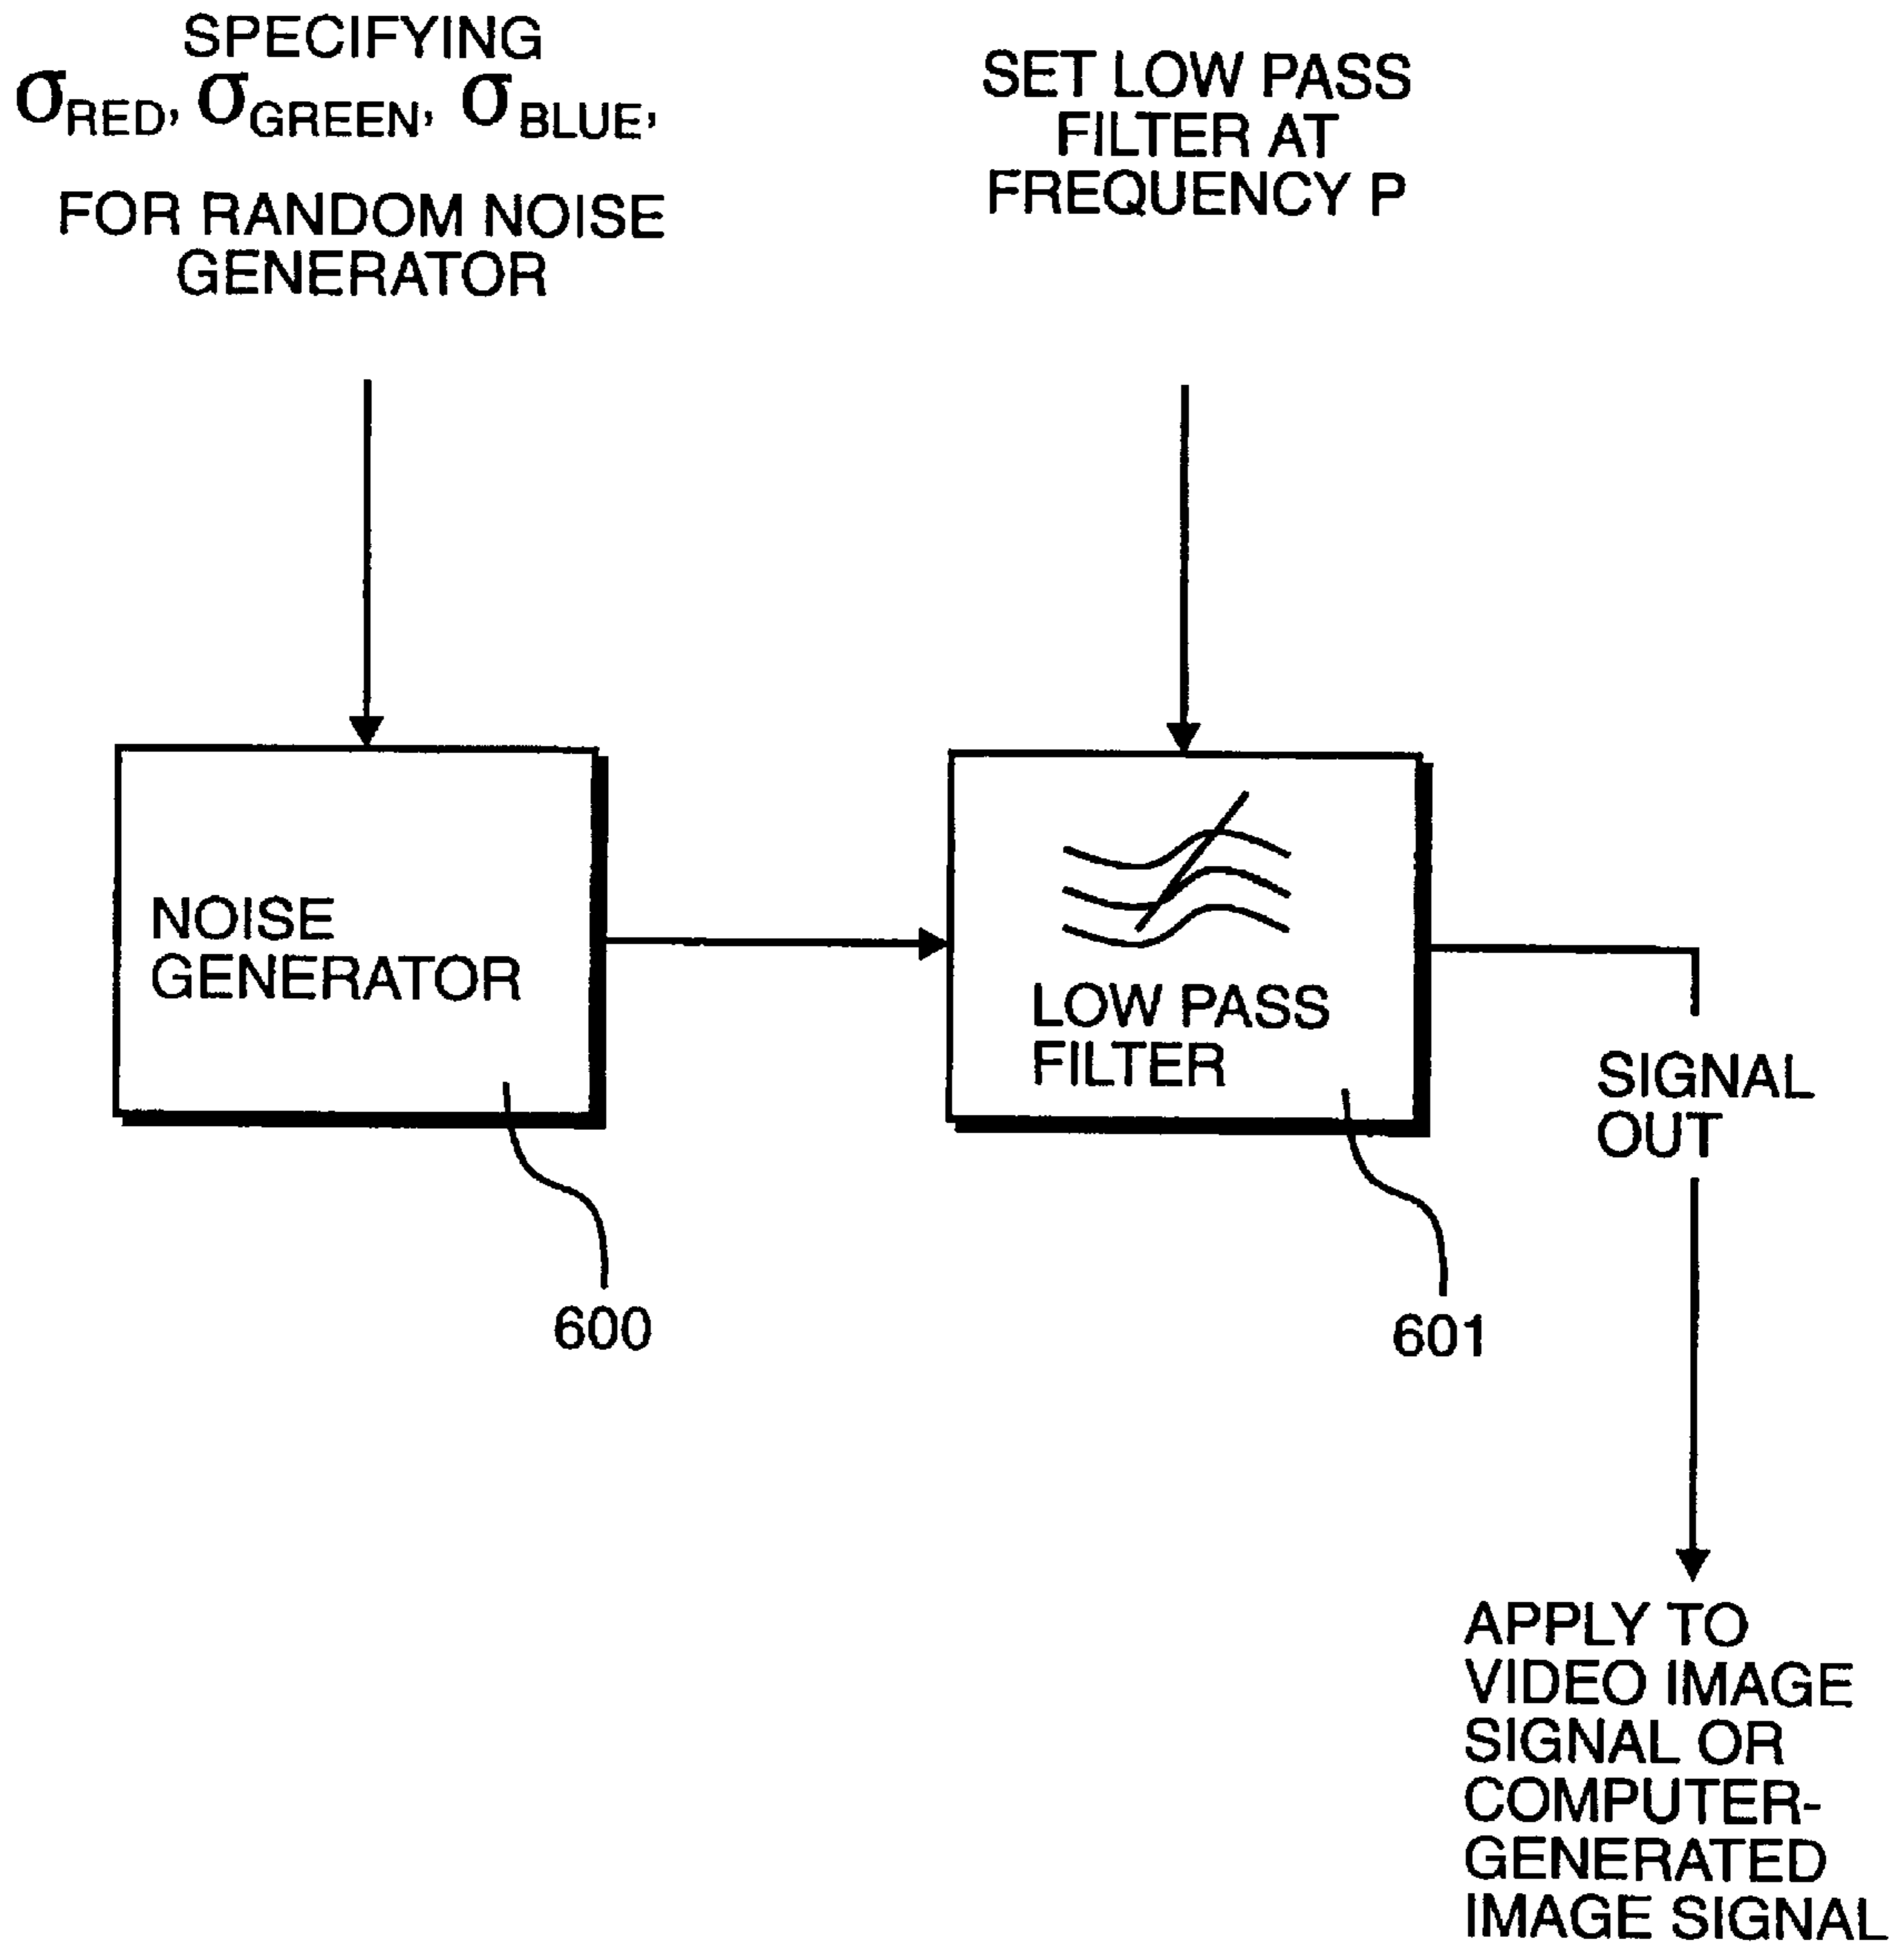 SPECIFYING
σRED, σGREEN, σBLUE,
FOR RANDOM NOISE
GENERATOR
SET LOW PASS
FILTER AT
FREQUENCY P
NOISE
GENERATOR
LOW PASS
FILTER
SIGNAL
OUT
600
601
APPLY TO
VIDEO IMAGE
SIGNAL OR
COMPUTER-
GENERATED
IMAGE SIGNAL